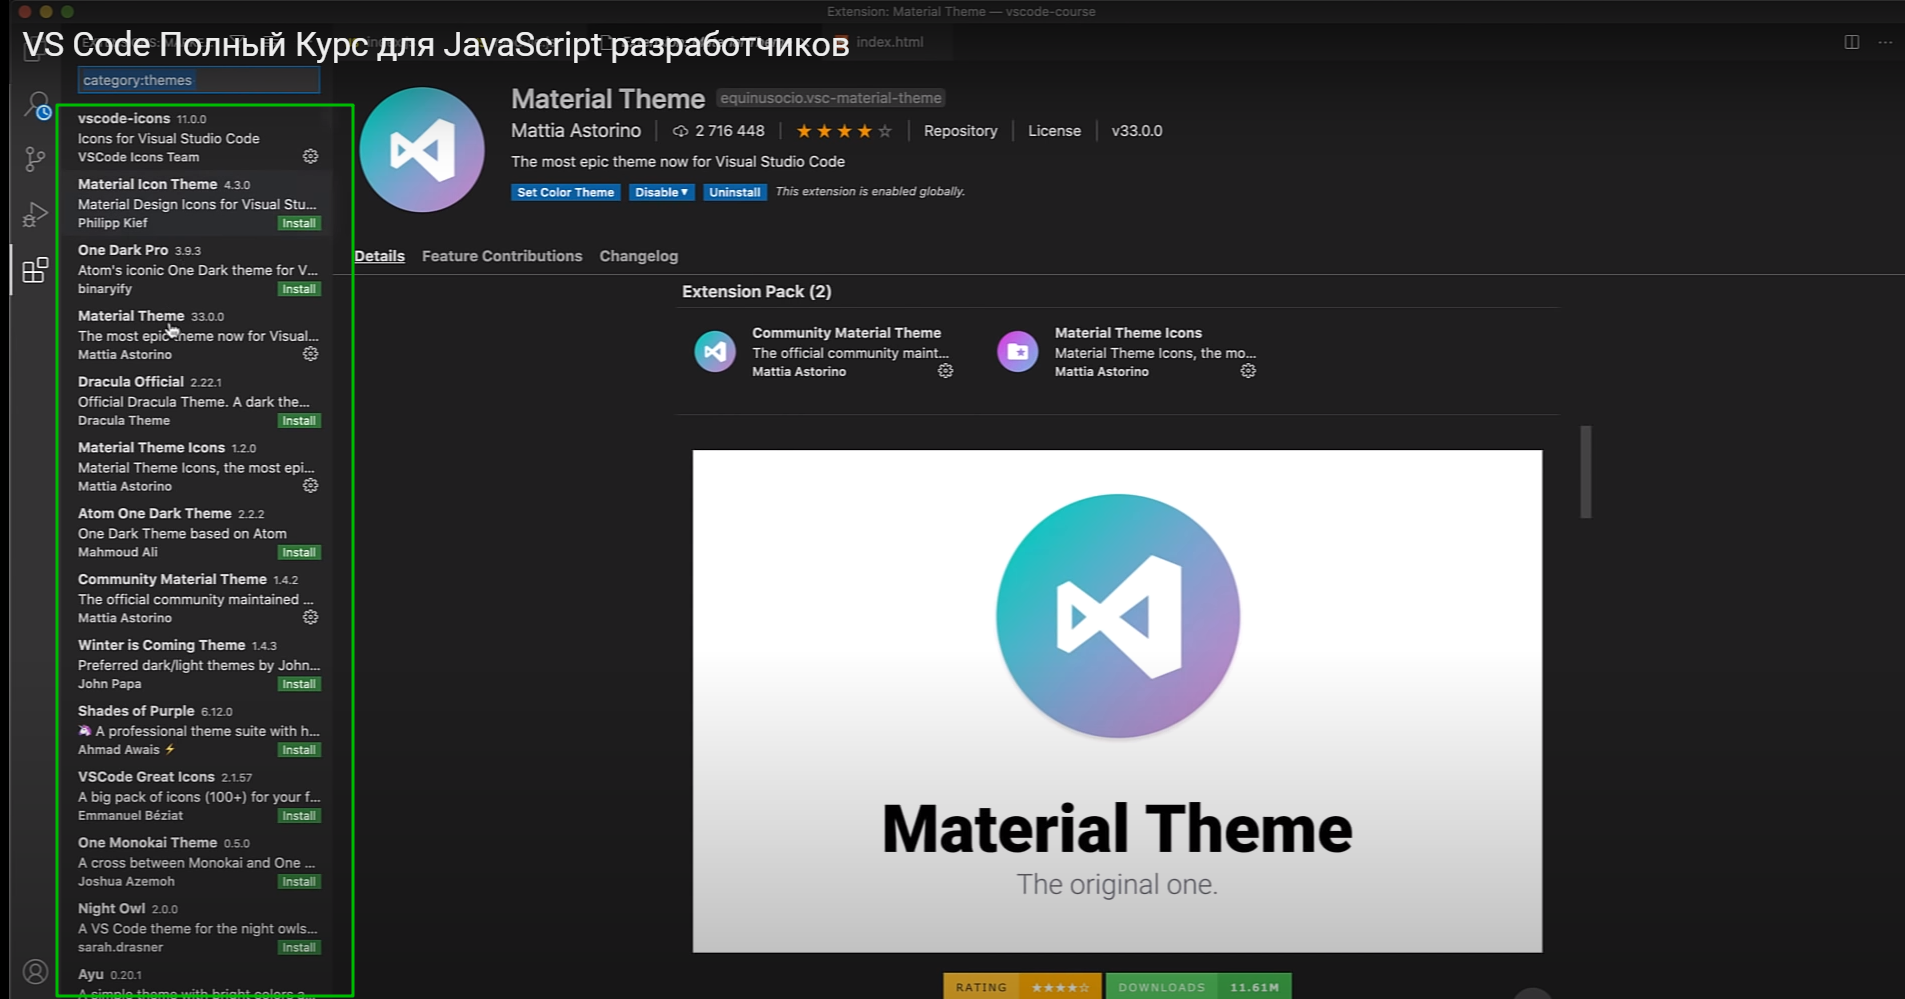 Extension: Material Theme — vscode-course
VS Code Полный Курс для JavaScript разработчиков
index.html
category:themes
vscode-icons 11.0.0
Icons for Visual Studio Code
VSCode Icons Team
Material Icon Theme 4.3.0
Material Design Icons for Visual Stu...
Philipp Kief Install
One Dark Pro 3.9.3
Atom's iconic One Dark theme for V...
binaryify Install
Material Theme 33.0.0
The most epic theme now for Visual...
Mattia Astorino
Dracula Official 2.22.1
Official Dracula Theme. A dark the...
Dracula Theme Install
Material Theme Icons 1.2.0
Material Theme Icons, the most epi...
Mattia Astorino
Atom One Dark Theme 2.2.2
One Dark Theme based on Atom
Mahmoud Ali Install
Community Material Theme 1.4.2
The official community maintained ...
Mattia Astorino
Winter is Coming Theme 1.4.3
Preferred dark/light themes by John...
John Papa Install
Shades of Purple 6.12.0
🦄 A professional theme suite with h...
Ahmad Awais ⚡ Install
VSCode Great Icons 2.1.57
A big pack of icons (100+) for your f...
Emmanuel Béziat Install
One Monokai Theme 0.5.0
A cross between Monokai and One ...
Joshua Azemoh Install
Night Owl 2.0.0
A VS Code theme for the night owls...
sarah.drasner Install
Ayu 0.20.1
A simple theme with bright colors a...
Material Theme equinusocio.vsc-material-theme
Mattia Astorino 2 716 448 Repository License v33.0.0
The most epic theme now for Visual Studio Code
Set Color Theme Disable Uninstall This extension is enabled globally.
Details Feature Contributions Changelog
Extension Pack (2)
Community Material Theme
The official community maint...
Mattia Astorino
Material Theme Icons
Material Theme Icons, the mo...
Mattia Astorino
Material Theme
The original one.
RATING ★★★★☆ DOWNLOADS 11.61M